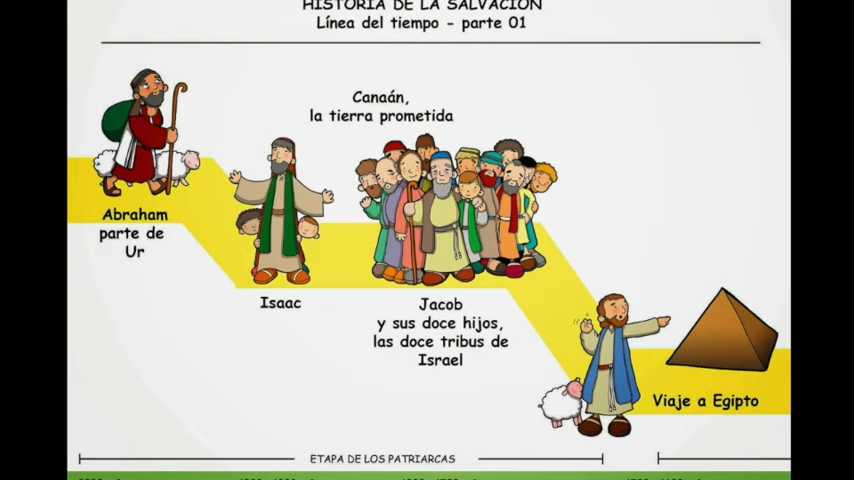 HISTORIA DE LA SALVACIÓN
Línea del tiempo - parte 01
Canaán,
la tierra prometida
Abraham
parte de
Ur
Isaac
Jacob
y sus doce hijos,
las doce tribus de
Israel
Viaje a Egipto
ETAPA DE LOS PATRIARCAS